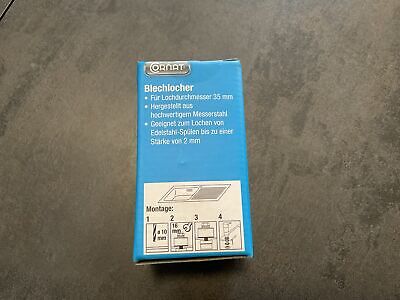 CORNAT
Blechlocher
• Für Lochdurchmesser 35 mm
• Hergestellt aus
hochwertigem Messerstahl
• Geeignet zum Lochen von
Edelstahl-Spülen bis zu einer
Stärke von 2 mm
Montage:
1 2 3 4
ø 10
mm
16
mm